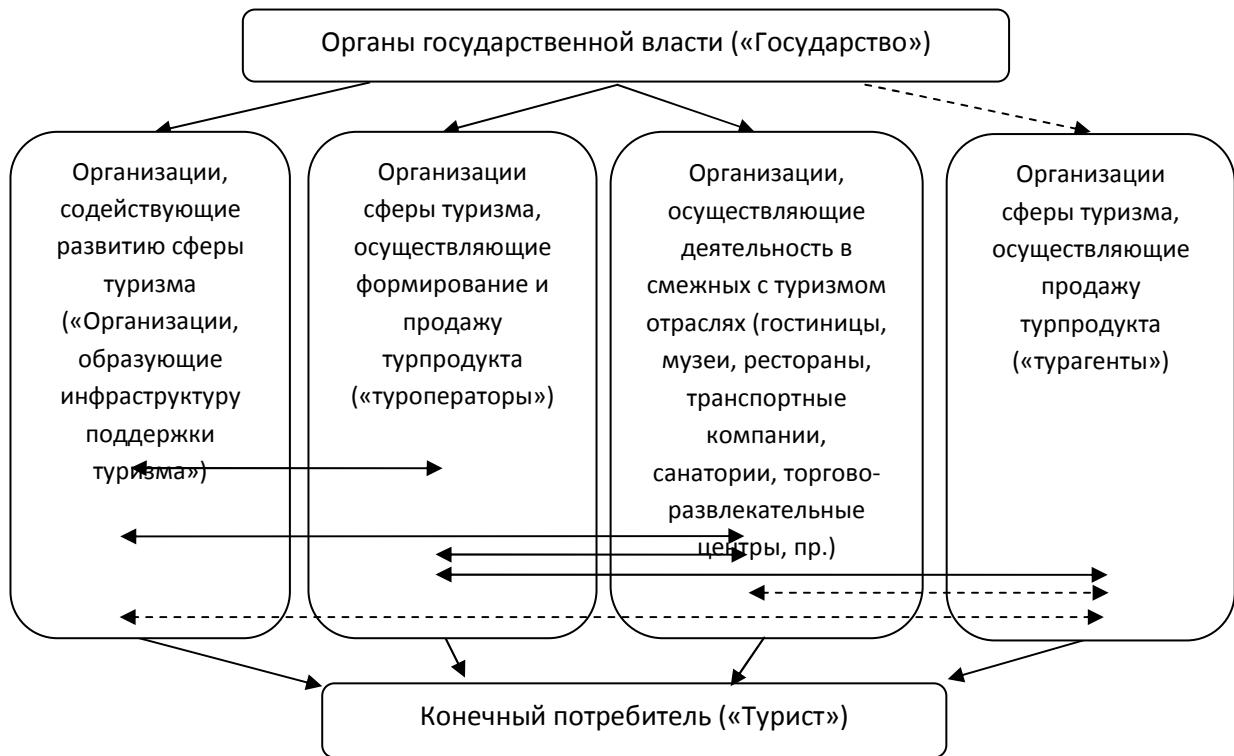 Органы государственной власти («Государство»)
Организации,
содействующие
развитию сферы
туризма
(«Организации,
образующие
инфраструктуру
поддержки
туризма»)
Организации
сферы туризма,
осуществляющие
формирование и
продажу
турпродукта
(«туроператоры»)
Организации,
осуществляющие
деятельность в
смежных с туризмом
отраслях (гостиницы,
музеи, рестораны,
транспортные
компании,
санатории, торгово-
развлекательные
центры, пр.)
Организации
сферы туризма,
осуществляющие
продажу
турпродукта
(«турагенты»)
Конечный потребитель («Турист»)